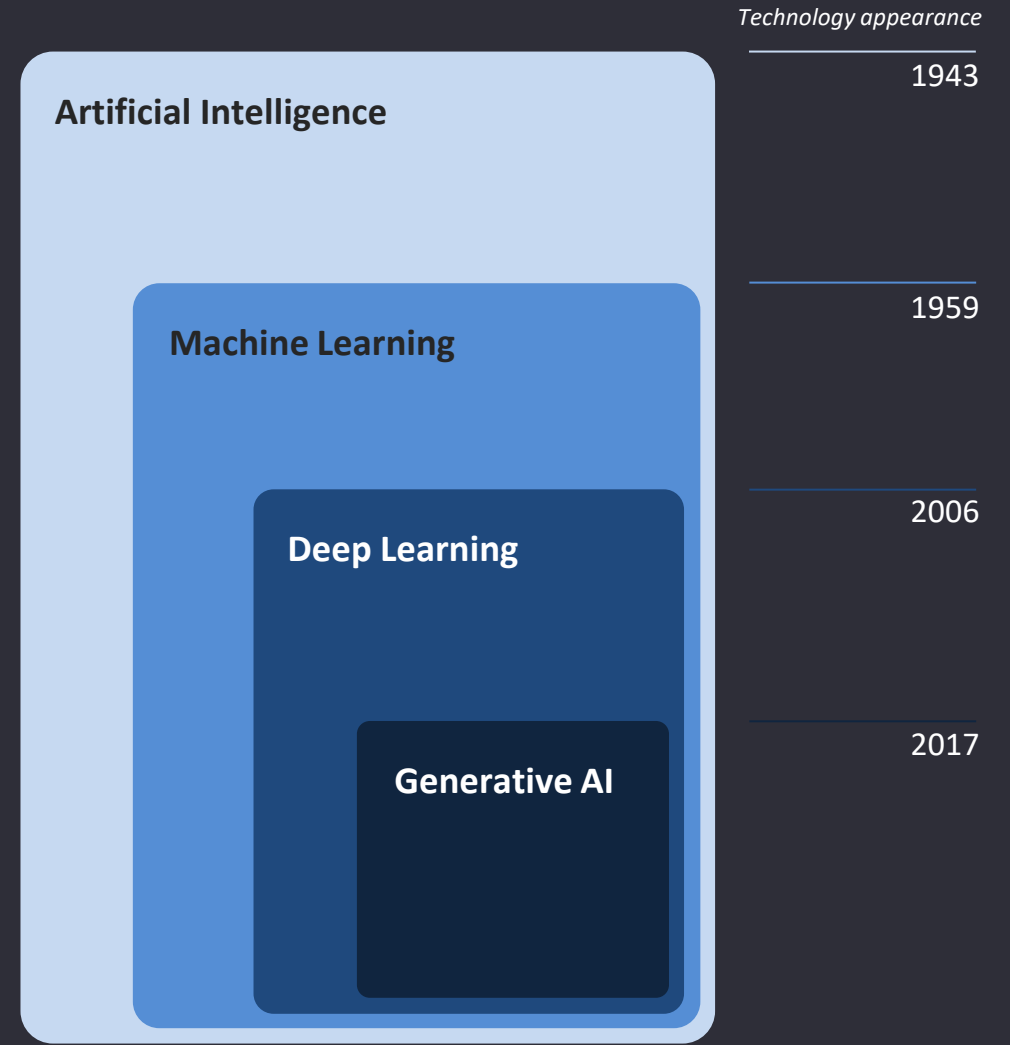 Technology appearance
1943
Artificial Intelligence
1959
Machine Learning
2006
Deep Learning
2017
Generative AI